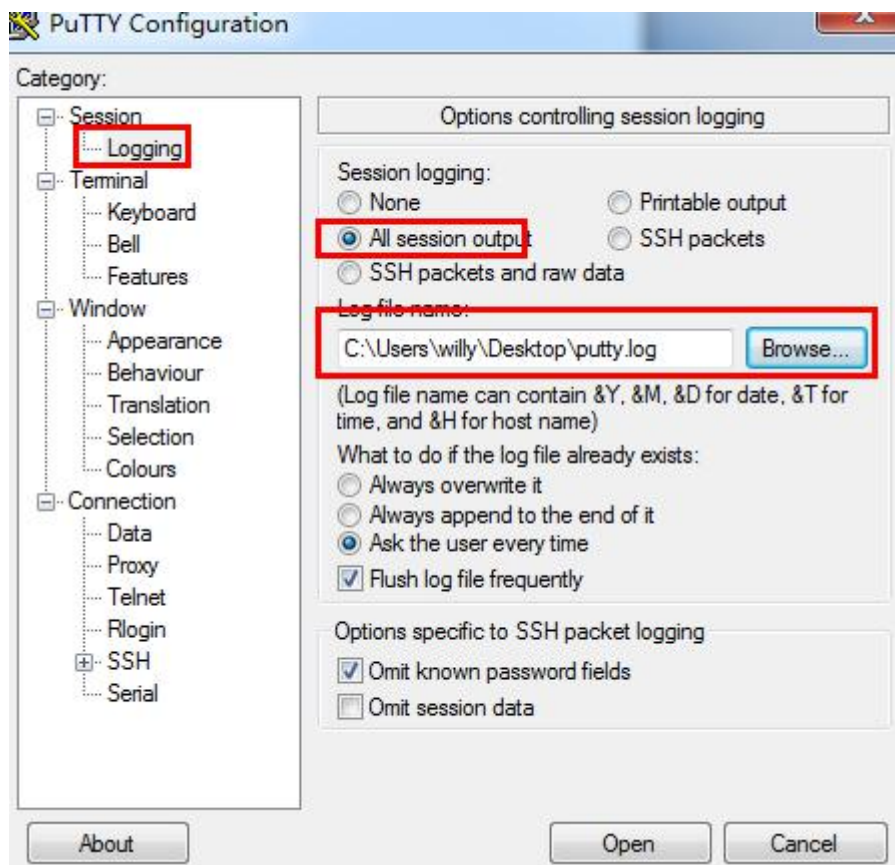 PuTTY Configuration
Category:
Session
Logging
Terminal
Keyboard
Bell
Features
Window
Appearance
Behaviour
Translation
Selection
Colours
Connection
Data
Proxy
Telnet
Rlogin
SSH
Serial
Options controlling session logging
Session logging:
None
Printable output
All session output
SSH packets
SSH packets and raw data
Log file name:
C:\Users\willy\Desktop\putty.log
Browse...
(Log file name can contain &Y, &M, &D for date, &T for
time, and &H for host name)
What to do if the log file already exists:
Always overwrite it
Always append to the end of it
Ask the user every time
Flush log file frequently
Options specific to SSH packet logging
Omit known password fields
Omit session data
About
Open
Cancel